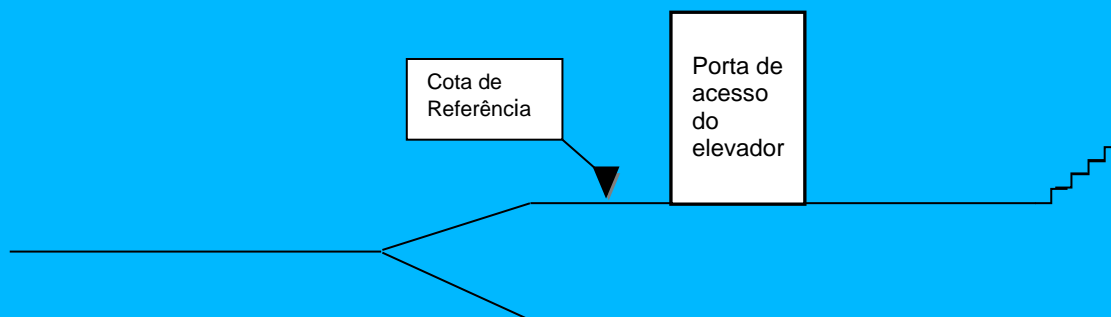 Cota de
Referência
Porta de
acesso
do
elevador